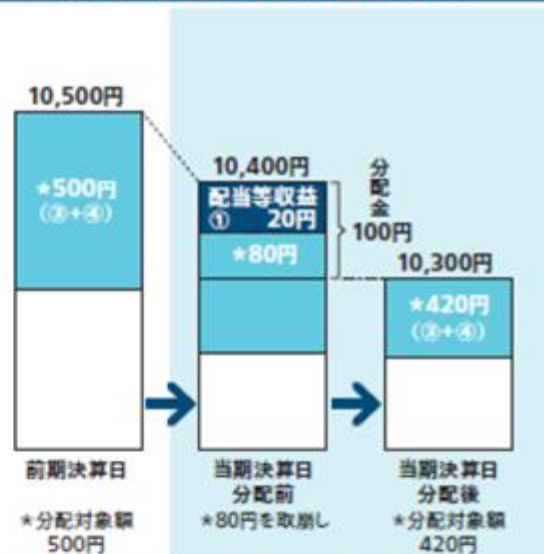 10,500円
*500円
(③+④)
前期決算日
*分配対象額
500円
10,400円
配当等収益
① 20円
*80円
分配金
100円
当期決算日
分配前
*80円を取崩し
10,300円
*420円
(③+④)
当期決算日
分配後
*分配対象額
420円